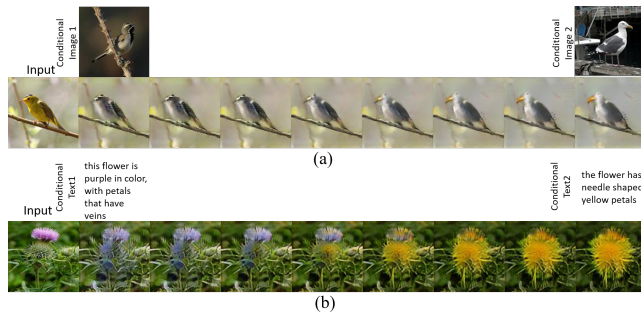 Conditional
Image 1
Conditional
Image 2
Input
(a)
Conditional
Text1
this flower is
purple in color,
with petals
that have
veins
Conditional
Text2
the flower has
needle shaped
yellow petals
Input
(b)